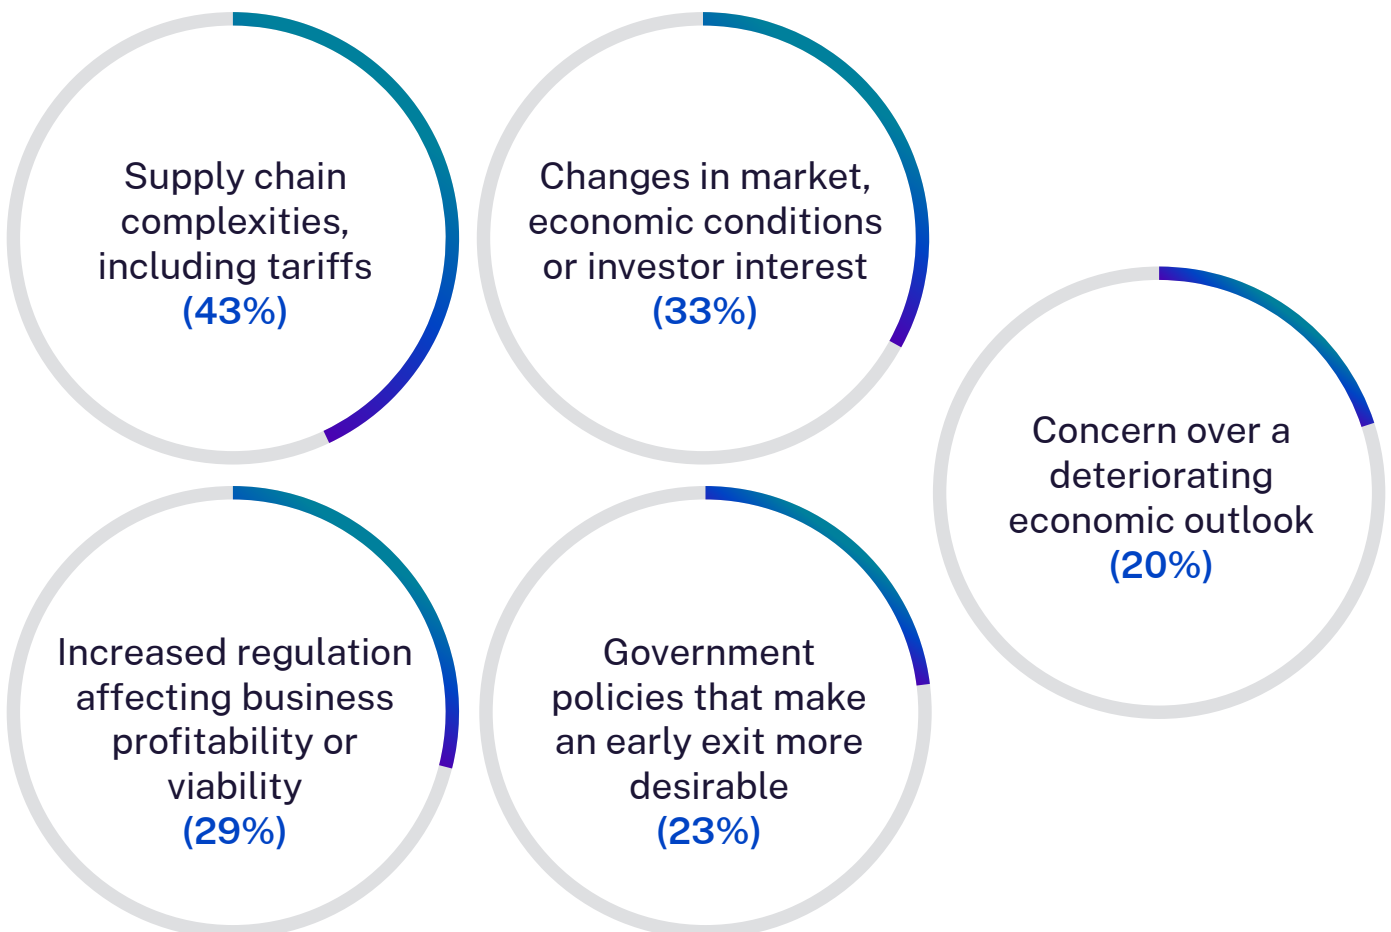 Supply chain
complexities,
including tariffs
(43%)
Changes in market,
economic conditions
or investor interest
(33%)
Concern over a
deteriorating
economic outlook
(20%)
Increased regulation
affecting business
profitability or
viability
(29%)
Government
policies that make
an early exit more
desirable
(23%)